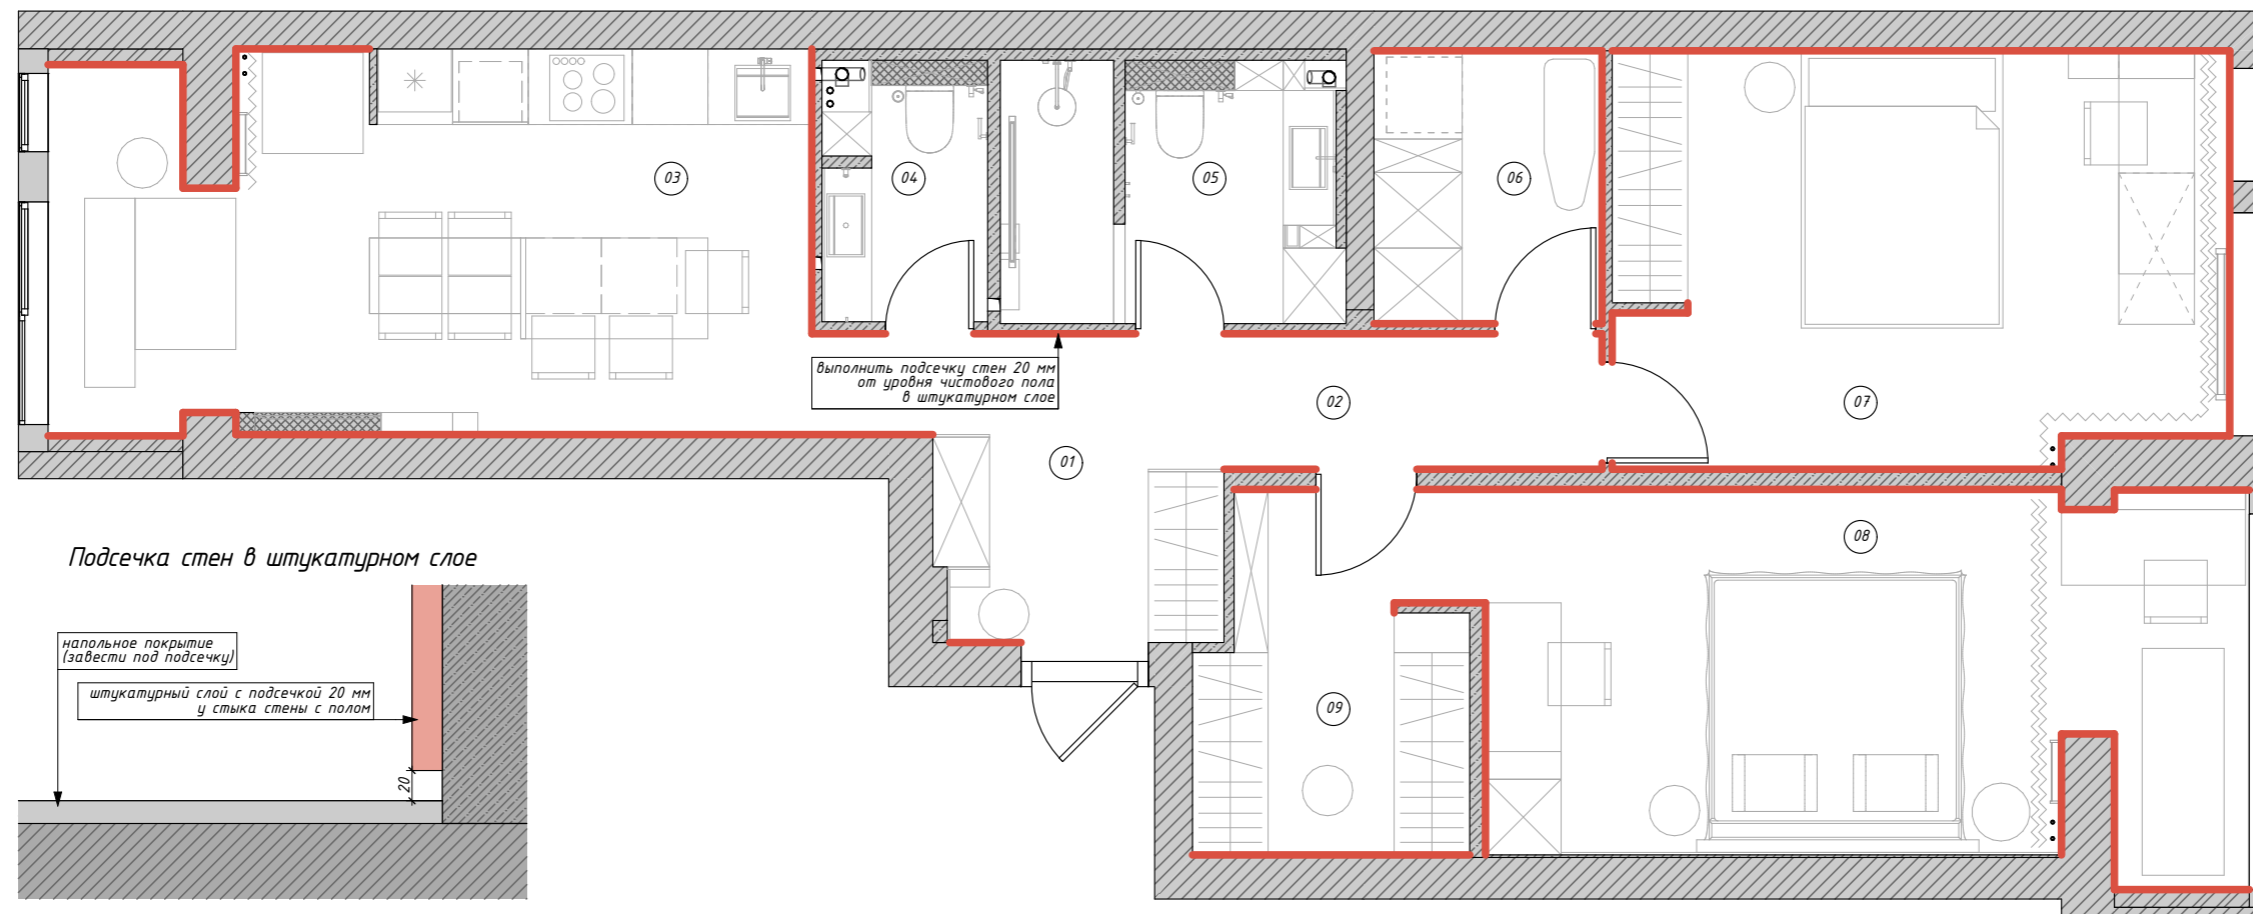 03
04
05
06
выполнить подсечку стен 20 мм
от уровня чистового пола
в штукатурном слое
02
07
01
08
09
Подсечка стен в штукатурном слое
напольное покрытие
(завести под подсечку)
штукатурный слой с подсечкой 20 мм
у стыка стены с полом
20